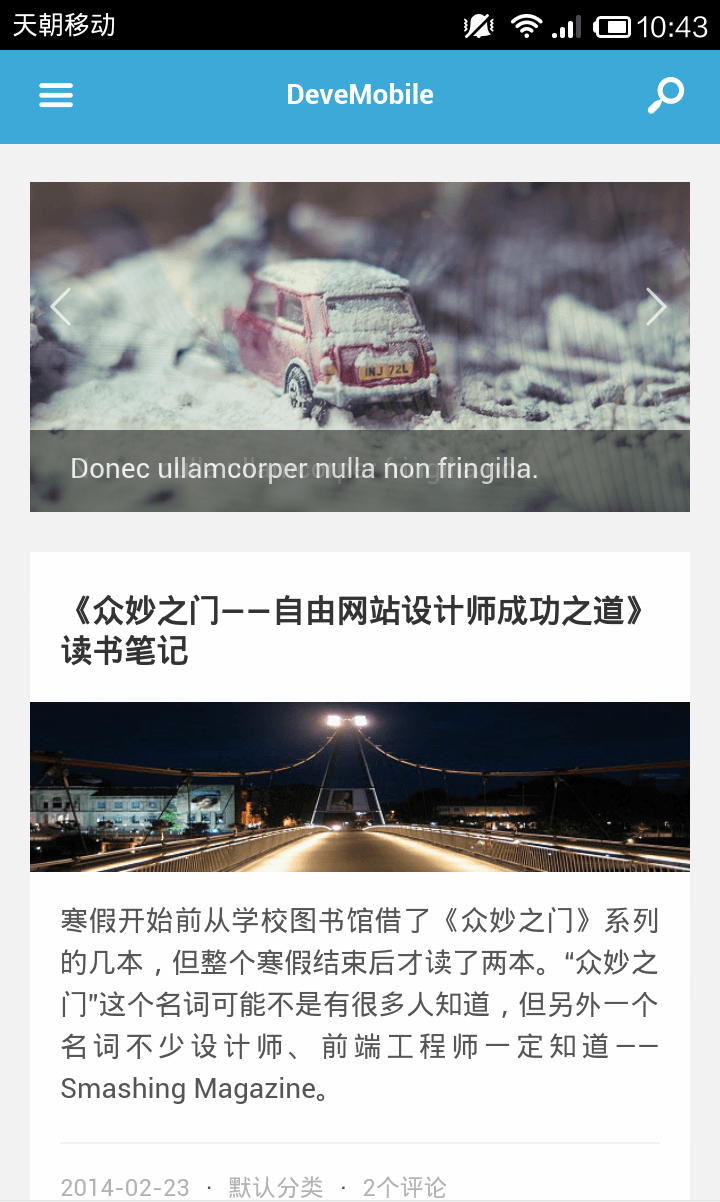 天朝移动 10:43
DeveMobile
INJ 72L
Donec ullamcorper nulla non fringilla.
《众妙之门——自由网站设计师成功之道》
读书笔记
寒假开始前从学校图书馆借了《众妙之门》系列
的几本，但整个寒假结束后才读了两本。“众妙之
门”这个名词可能不是有很多人知道，但另外一个
名词不少设计师、前端工程师一定知道——
Smashing Magazine。
2014-02-23 · 默认分类 · 2个评论